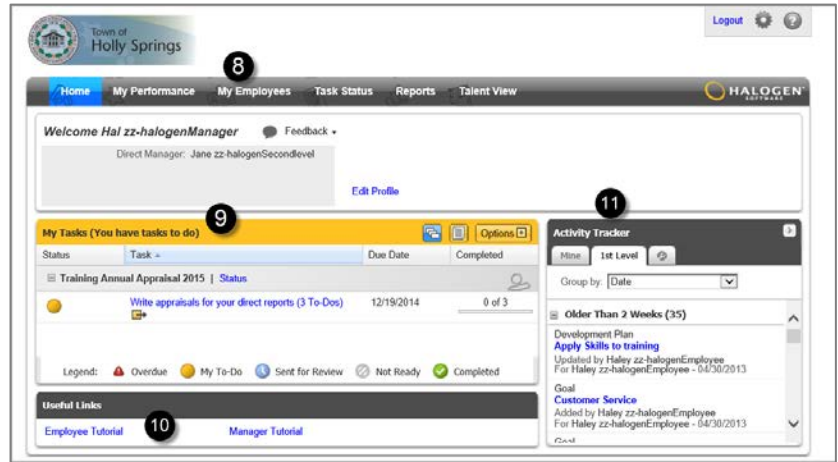 Logout
Town of
Holly Springs
8
Home My Performance My Employees Task Status Reports Talent View
HALOGEN
SOFTWARE
Welcome Hal zz-halogenManager Feedback
Direct Manager: Jane zz-halogenSecondlevel
Edit Profile
9
My Tasks (You have tasks to do) Options
Status Task Due Date Completed
Training Annual Appraisal 2015 | Status
Write appraisals for your direct reports (3 To-Dos) 12/19/2014 0 of 3
Legend: Overdue My To-Do Sent for Review Not Ready Completed
Useful Links
10
Employee Tutorial Manager Tutorial
11
Activity Tracker
Mine 1st Level
Group by: Date
Older Than 2 Weeks (35)
Development Plan
Apply Skills to training
Updated by Haley zz-halogenEmployee
For Haley zz-halogenEmployee - 04/30/2013
Goal
Customer Service
Added by Haley zz-halogenEmployee
For Haley zz-halogenEmployee - 04/30/2013
Goal